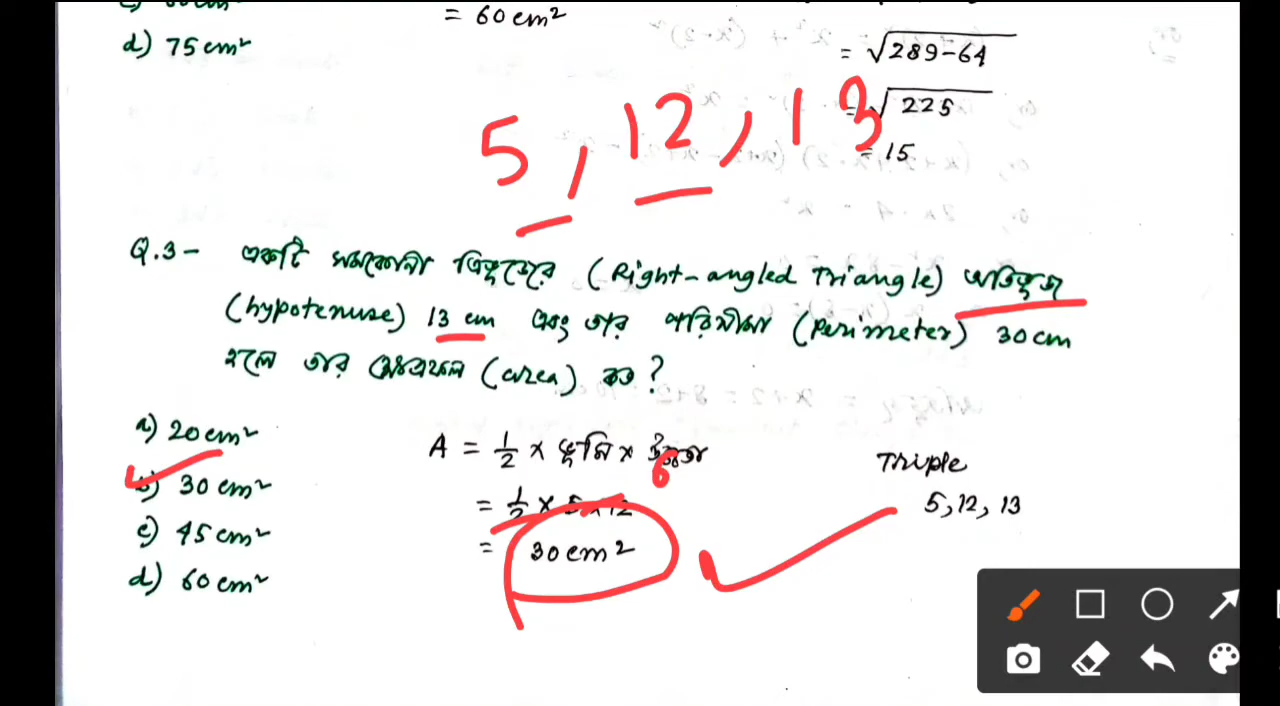 = 60 cm²
d) 75 cm²
= √289-64
= √225
= 15
5, 12, 13
Q.3- একটি সমকোনী ত্রিভুজের (Right-angled Triangle) অতিভুজ
(hypotenuse) 13 cm এবং তার পরিসীমা (perimeter) 30 cm
হলে তার ক্ষেত্রফল (area) কত ?
a) 20 cm²
b) 30 cm²
c) 45 cm²
d) 60 cm²
A = 1/2 × ভূমি × উচ্চতা
6
= 1/2 × 5 × 12
= 30 cm²
Triple
5, 12, 13